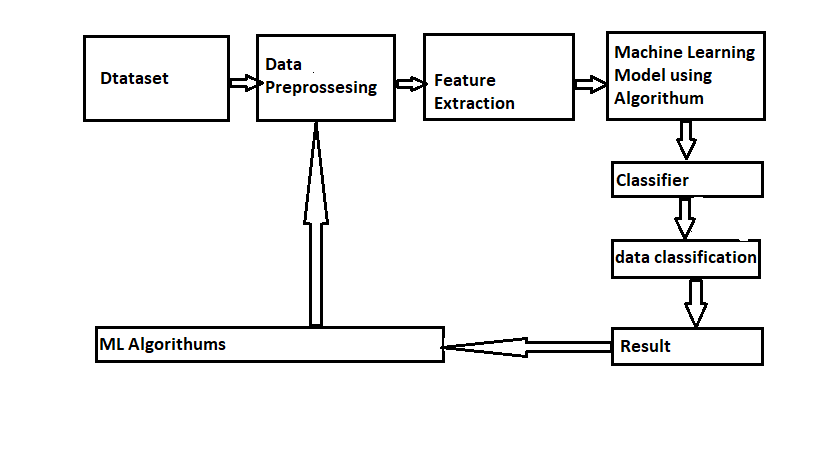 Dtataset
Data
Preprossesing
Feature
Extraction
Machine Learning
Model using
Algorithum
Classifier
data classification
Result
ML Algorithums